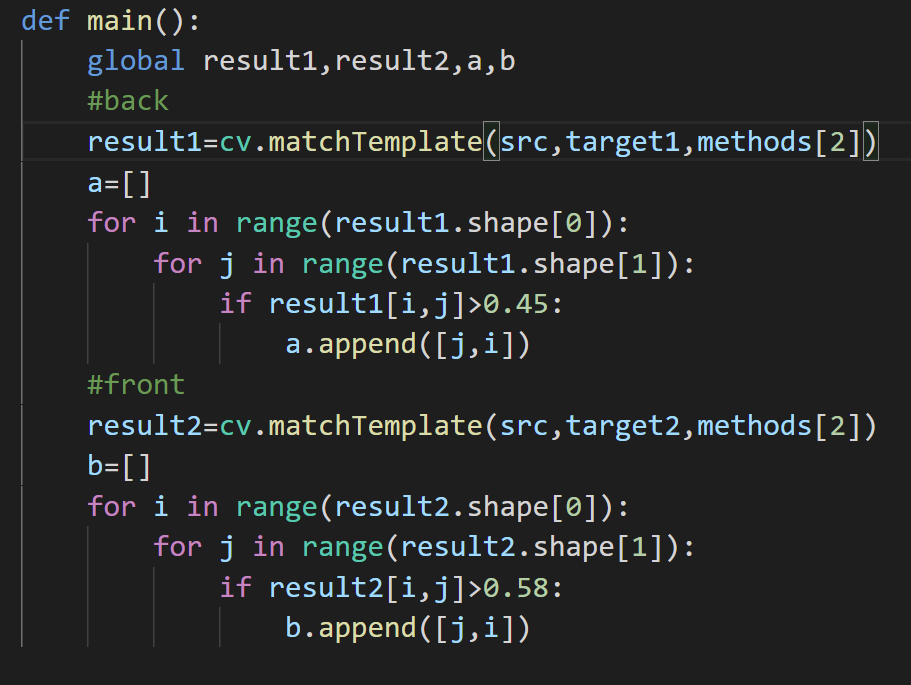 def main():
    global result1,result2,a,b
    #back
    result1=cv.matchTemplate(src,target1,methods[2])
    a=[]
    for i in range(result1.shape[0]):
        for j in range(result1.shape[1]):
            if result1[i,j]>0.45:
                a.append([j,i])
    #front
    result2=cv.matchTemplate(src,target2,methods[2])
    b=[]
    for i in range(result2.shape[0]):
        for j in range(result2.shape[1]):
            if result2[i,j]>0.58:
                b.append([j,i])